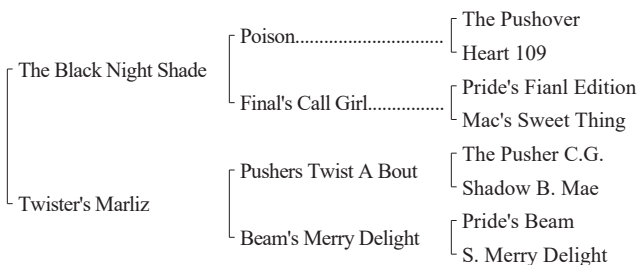 The Pushover
Poison..................................
Heart 109
The Black Night Shade
Pride's Fianl Edition
Final's Call Girl.................
Mac's Sweet Thing
The Pusher C.G.
Pushers Twist A Bout
Shadow B. Mae
Twister's Marliz
Pride's Beam
Beam's Merry Delight
S. Merry Delight